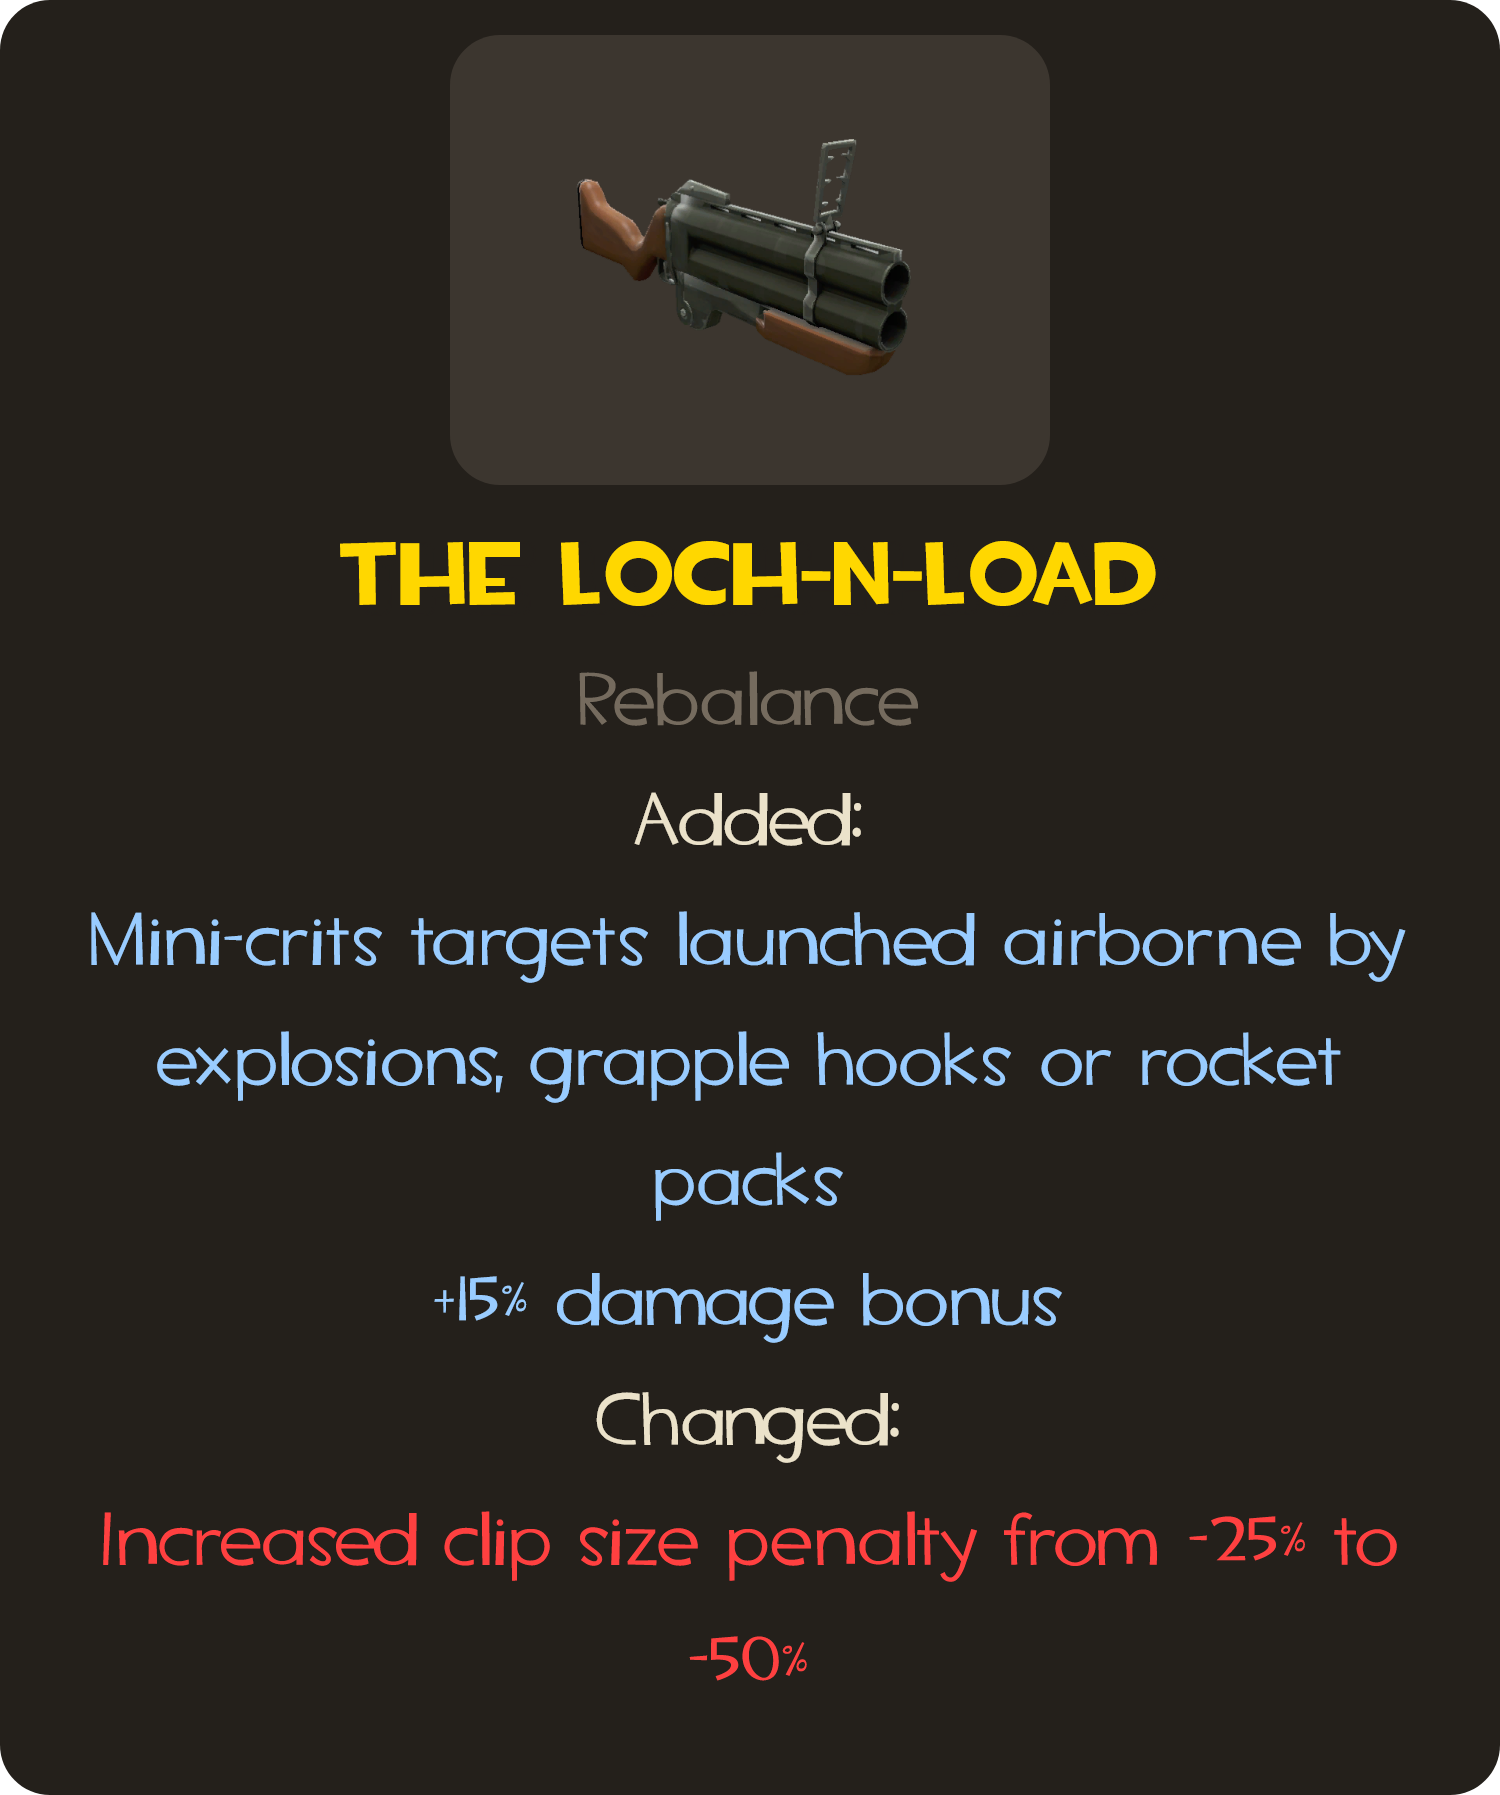 THE LOCH-N-LOAD
Rebalance
Added:
Mini-crits targets launched airborne by
explosions, grapple hooks or rocket
packs
+15% damage bonus
Changed:
Increased clip size penalty from -25% to
-50%